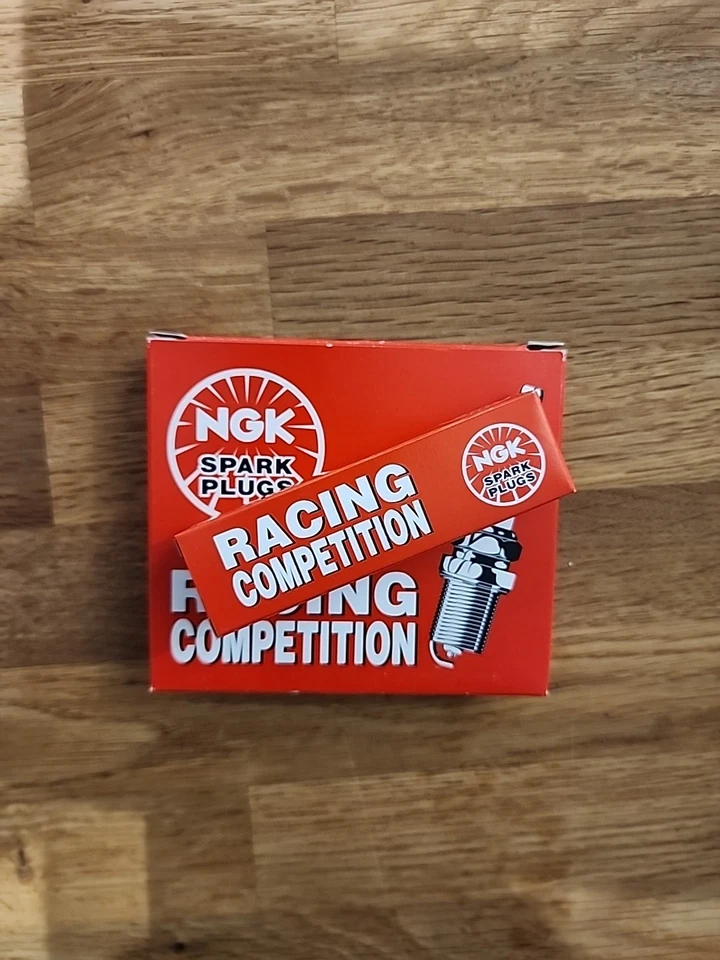 NGK
SPARK
PLUGS
RACING
COMPETITION
NGK
SPARK
PLUGS
RACING
COMPETITION